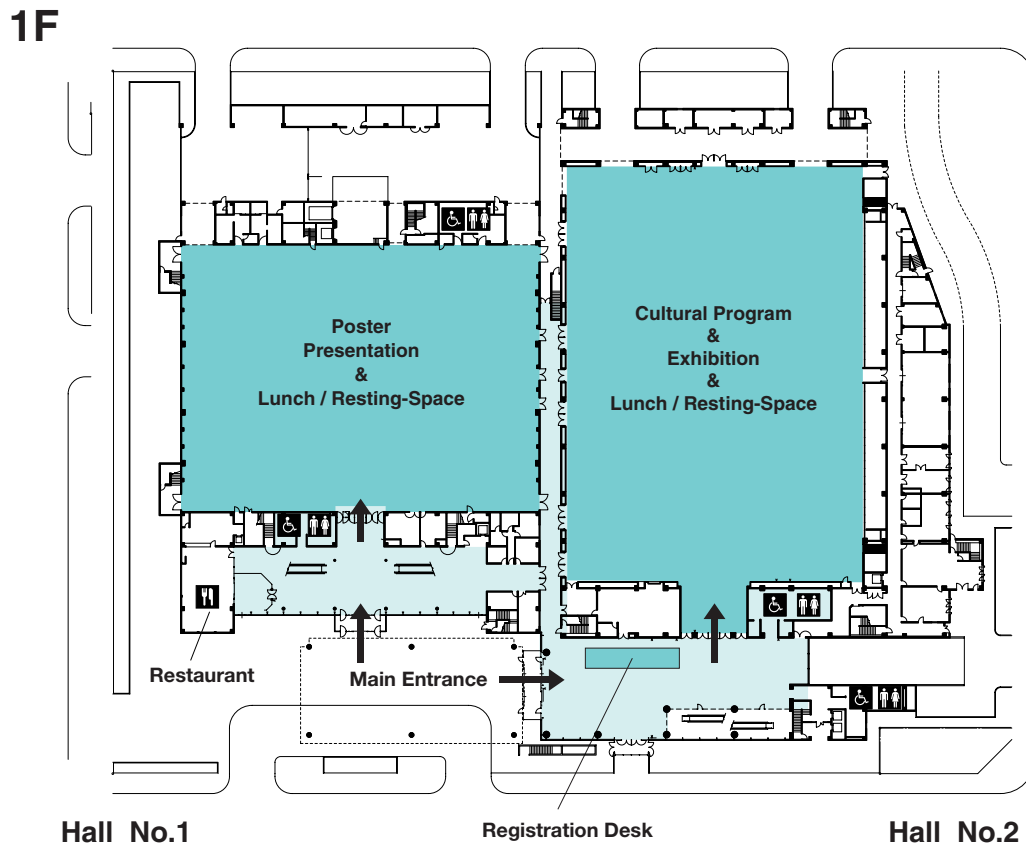 1F
Poster
Presentation
&
Lunch / Resting-Space
Cultural Program
&
Exhibition
&
Lunch / Resting-Space
Restaurant
Main Entrance
Hall No.1
Registration Desk
Hall No.2